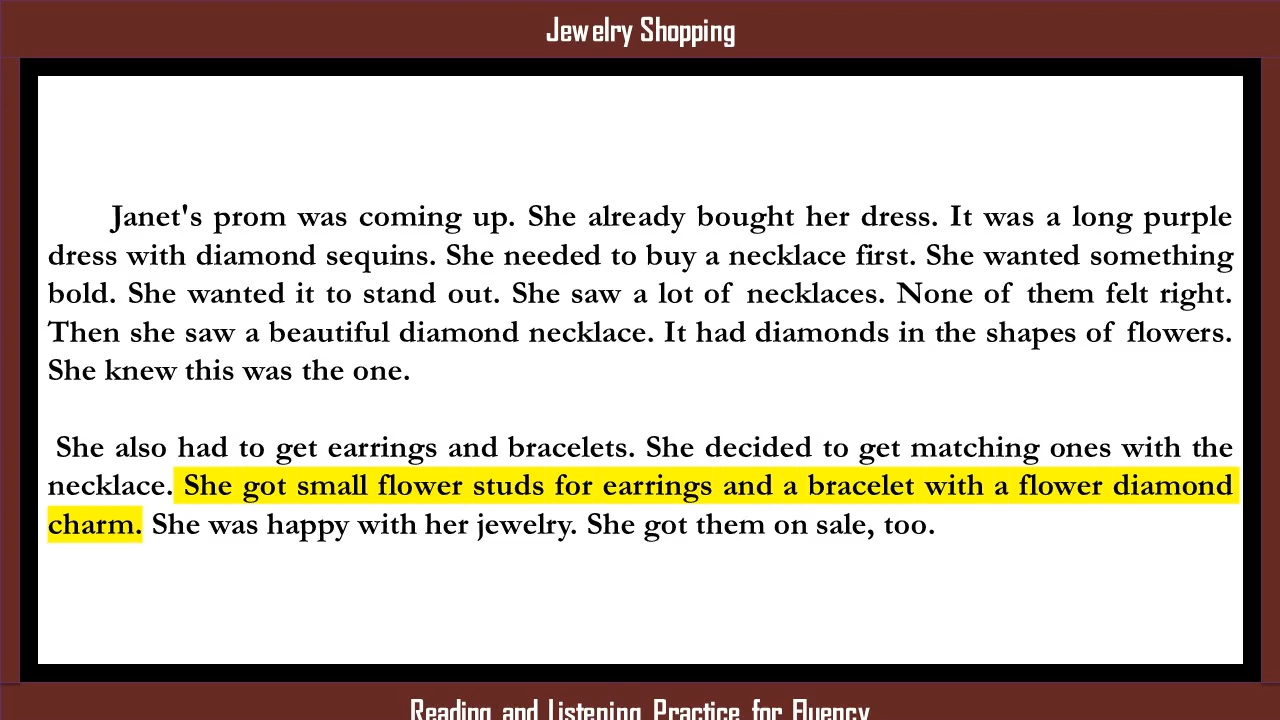 Jewelry Shopping
Janet's prom was coming up. She already bought her dress. It was a long purple
dress with diamond sequins. She needed to buy a necklace first. She wanted something
bold. She wanted it to stand out. She saw a lot of necklaces. None of them felt right.
Then she saw a beautiful diamond necklace. It had diamonds in the shapes of flowers.
She knew this was the one.
She also had to get earrings and bracelets. She decided to get matching ones with the
necklace. She got small flower studs for earrings and a bracelet with a flower diamond
charm. She was happy with her jewelry. She got them on sale, too.
Reading and Listening Practice for Fluency